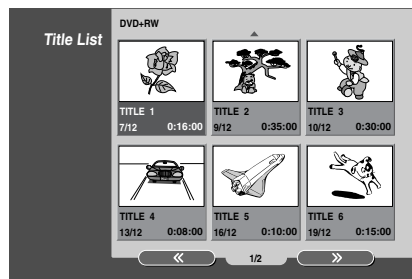 DVD+RW
Title List
TITLE 1 TITLE 2 TITLE 3
7/12 0:16:00 9/12 0:35:00 10/12 0:30:00
TITLE 4 TITLE 5 TITLE 6
13/12 0:08:00 16/12 0:10:00 19/12 0:15:00
1/2